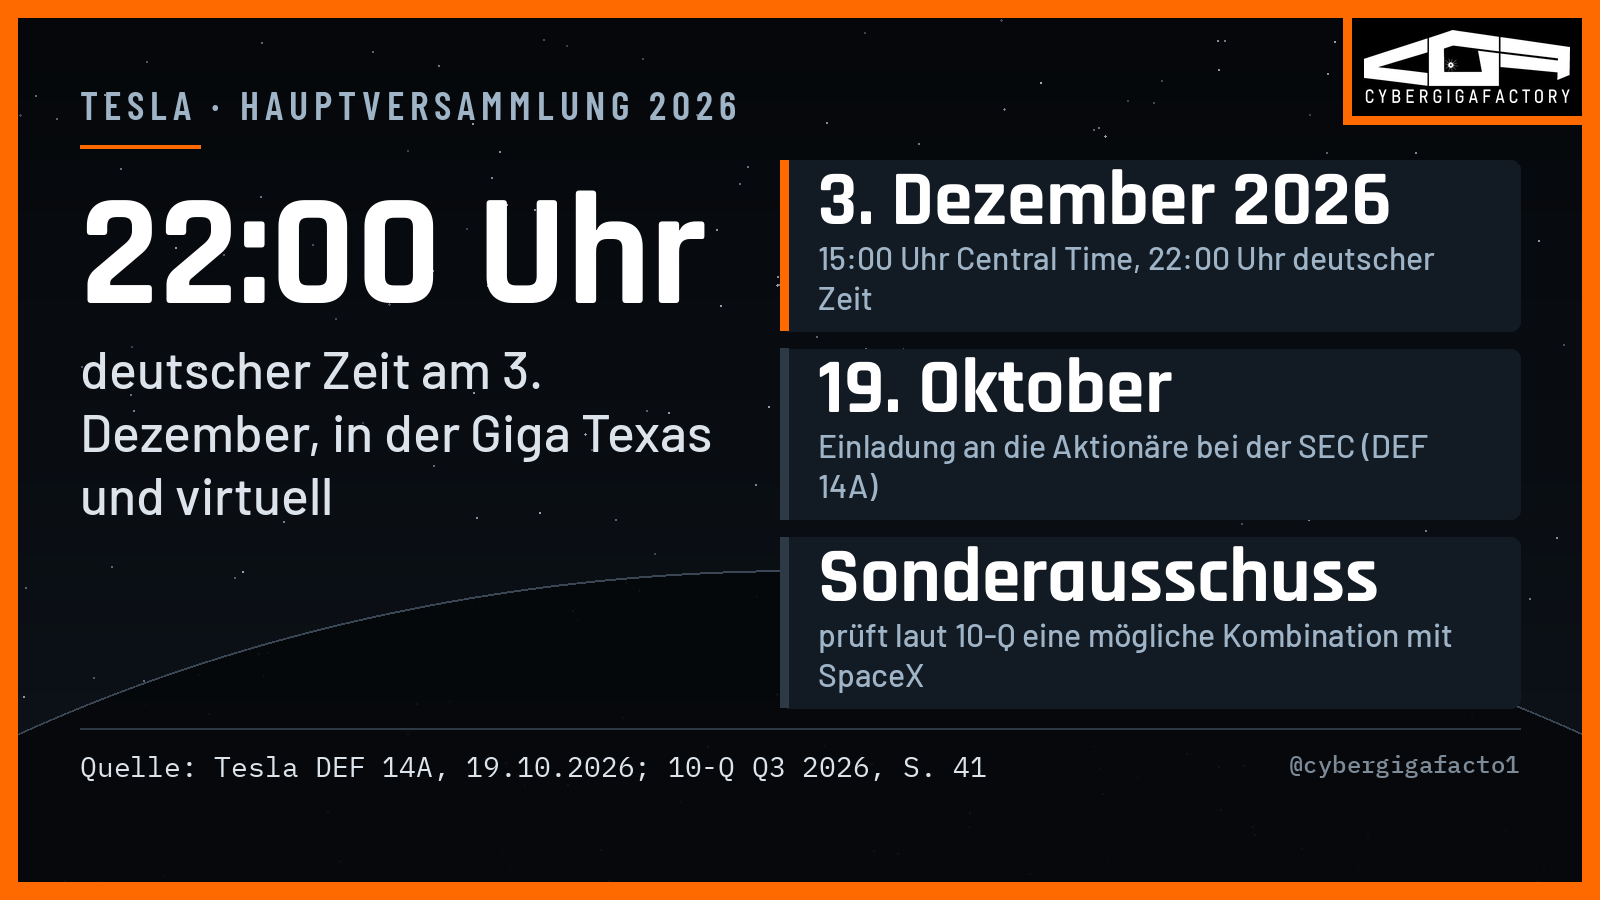 CYBERGIGAFACTORY
TESLA · HAUPTVERSAMMLUNG 2026
22:00 Uhr
deutscher Zeit am 3.
Dezember, in der Giga Texas
und virtuell
3. Dezember 2026
15:00 Uhr Central Time, 22:00 Uhr deutscher
Zeit
19. Oktober
Einladung an die Aktionäre bei der SEC (DEF
14A)
Sonderausschuss
prüft laut 10-Q eine mögliche Kombination mit
SpaceX
Quelle: Tesla DEF 14A, 19.10.2026; 10-Q Q3 2026, S. 41
@cybergigafacto1